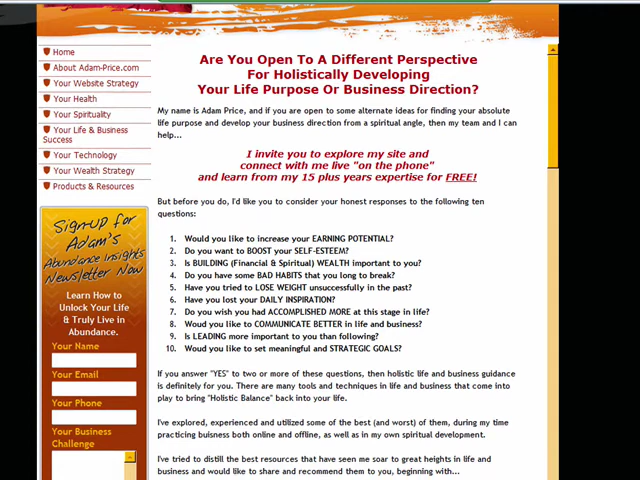 Home
About Adam-Price.com
Your Website Strategy
Your Health
Your Spirituality
Your Life & Business
Success
Your Technology
Your Wealth Strategy
Products & Resources
Sign-up for
Adam's
Abundance Insights
Newsletter Now
Learn How to
Unlock Your Life
& Truly Live in
Abundance.
Your Name
Your Email
Your Phone
Your Business
Challenge
Are You Open To A Different Perspective
For Holistically Developing
Your Life Purpose Or Business Direction?
My name is Adam Price, and if you are open to some alternate ideas for finding your absolute
life purpose and develop your business direction from a spiritual angle, then my team and I can
help...
I invite you to explore my site and
connect with me live "on the phone"
and learn from my 15 plus years expertise for FREE!
But before you do, I'd like you to consider your honest responses to the following ten
questions:
1. Would you like to increase your EARNING POTENTIAL?
2. Do you want to BOOST your SELF-ESTEEM?
3. Is BUILDING (Financial & Spiritual) WEALTH important to you?
4. Do you have some BAD HABITS that you long to break?
5. Have you tried to LOSE WEIGHT unsuccessfully in the past?
6. Have you lost your DAILY INSPIRATION?
7. Do you wish you had ACCOMPLISHED MORE at this stage in life?
8. Woud you like to COMMUNICATE BETTER in life and business?
9. Is LEADING more important to you than following?
10. Woud you like to set meaningful and STRATEGIC GOALS?
If you answer "YES" to two or more of these questions, then holistic life and business guidance
is definitely for you. There are many tools and techniques in life and business that come into
play to bring "Holistic Balance" back into your life.
I've explored, experienced and utilized some of the best (and worst) of them, during my time
practicing buisness both online and offline, as well as in my own spiritual development.
I've tried to distill the best resources that have seen me soar to great heights in life and
business and would like to share and recommend them to you, beginning with...